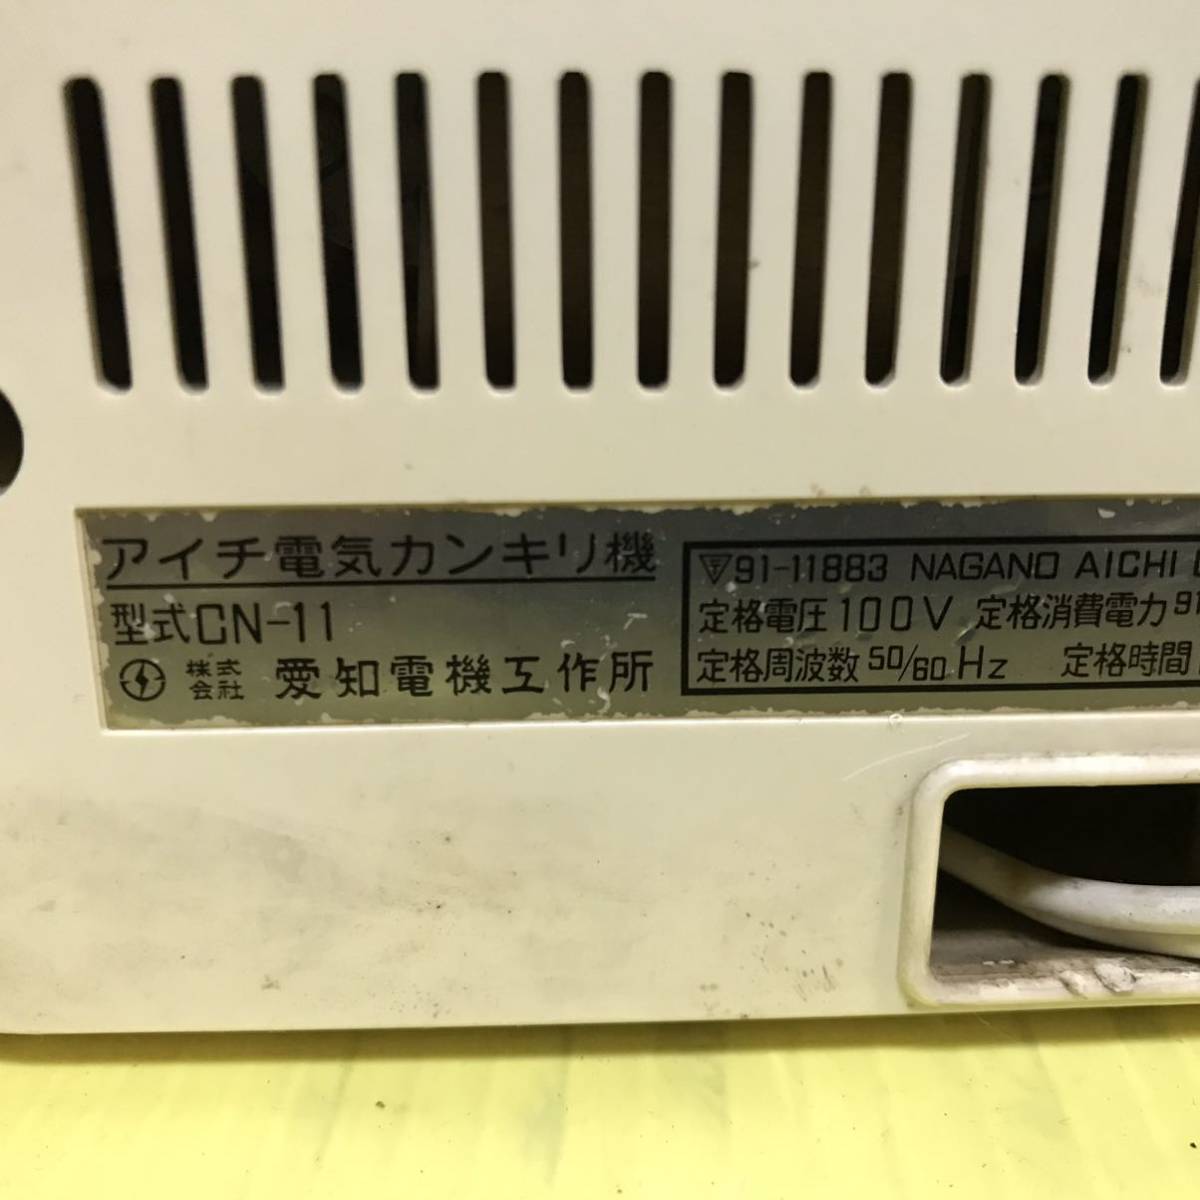 アイチ電気カンキリ機
型式CN-11
株式会社 愛知電機工作所
〒91-11883 NAGANO AICHI
定格電圧 100V 定格消費電力 91
定格周波数 50/60 Hz 定格時間